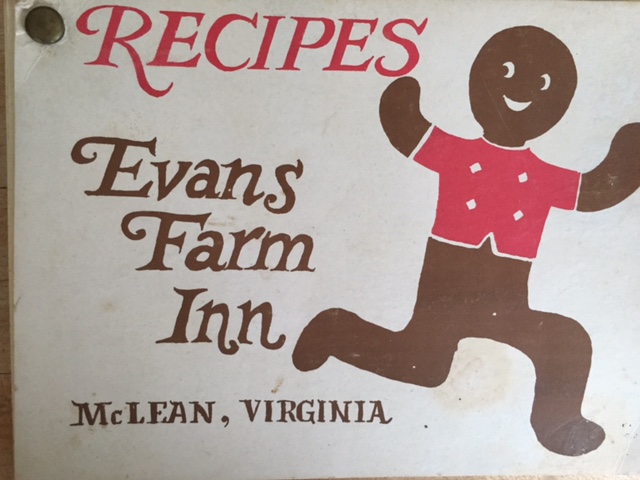 RECIPES
Evans
Farm
Inn
McLEAN, VIRGINIA